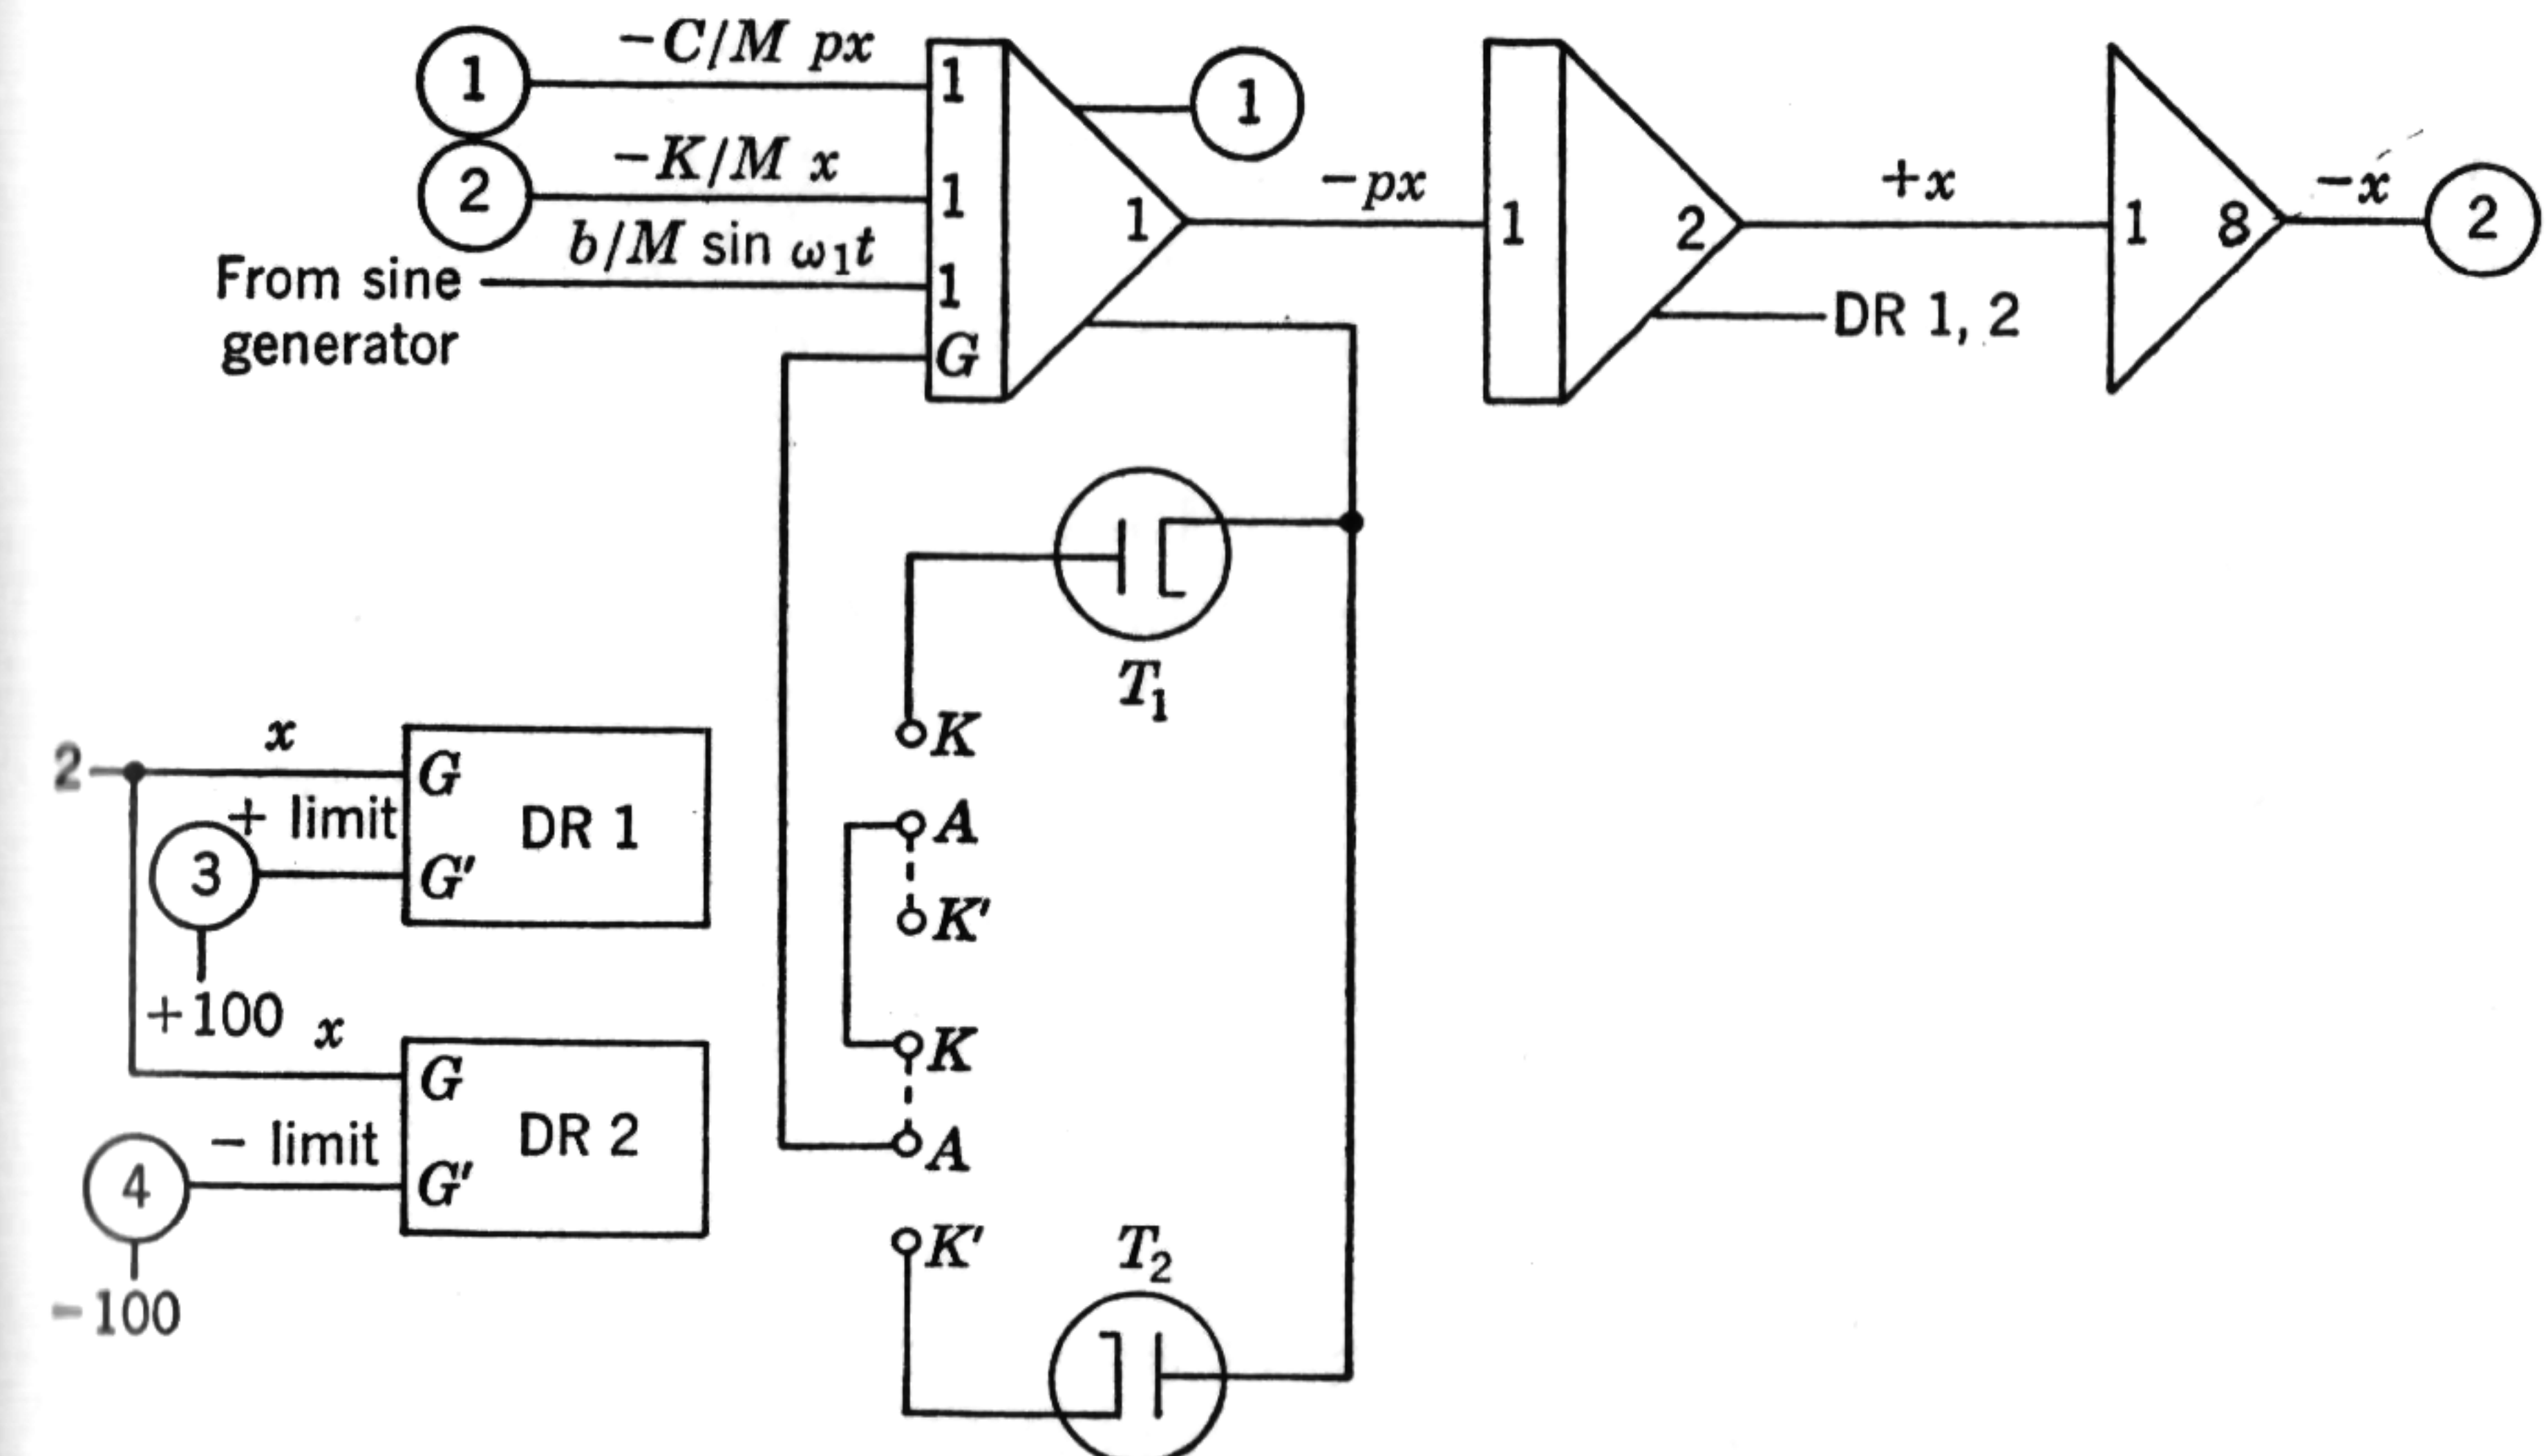 1
−C/M px
1
1
2
−K/M x
1
1
−px
1
2
+x
1
8
−x
2
b/M sin ω₁t
From sine
generator
1
G
DR 1, 2
T₁
K
2
x
G
DR 1
+ limit
3
G′
A
K′
+100
x
G
DR 2
− limit
4
G′
−100
K
A
K′
T₂